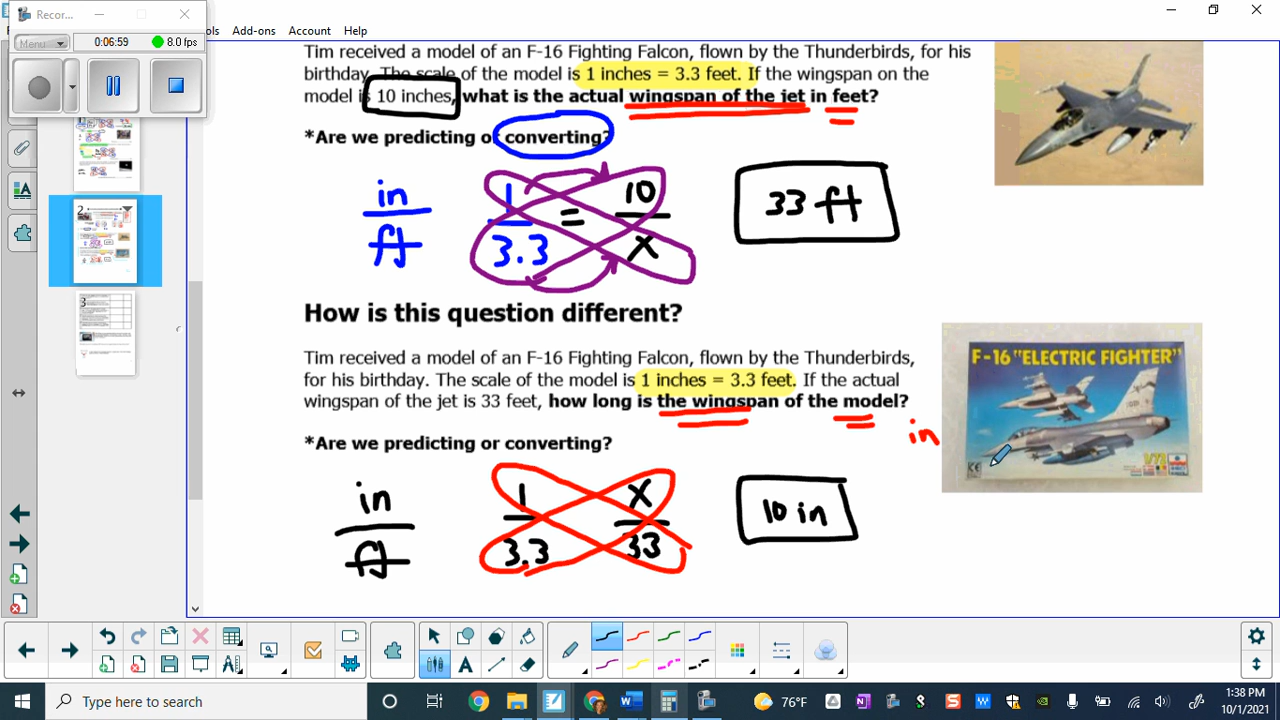 Recor...
Menu
0:06:59
8.0 fps
ols Add-ons Account Help
Tim received a model of an F-16 Fighting Falcon, flown by the Thunderbirds, for his
birthday. The scale of the model is 1 inches = 3.3 feet. If the wingspan on the
model is 10 inches, what is the actual wingspan of the jet in feet?
*Are we predicting or converting?
in
ft
1
3.3
=
10
x
33 ft
2.
3
How is this question different?
Tim received a model of an F-16 Fighting Falcon, flown by the Thunderbirds,
for his birthday. The scale of the model is 1 inches = 3.3 feet. If the actual
wingspan of the jet is 33 feet, how long is the wingspan of the model?
in
*Are we predicting or converting?
in
ft
1
3.3
x
33
10 in
F-16 "ELECTRIC FIGHTER"
1/72
Type here to search
76°F
1:38 PM
10/1/2021